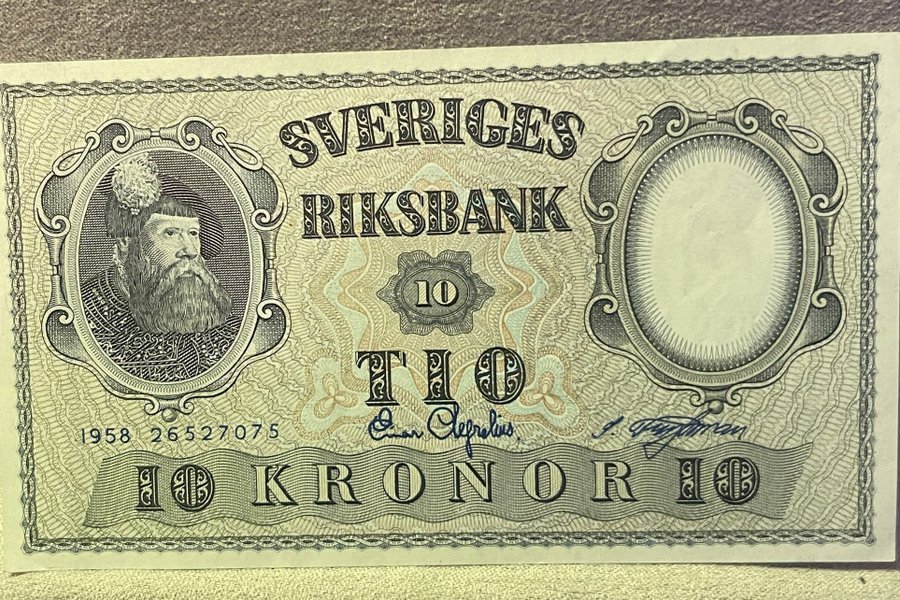 SVERIGES
RIKSBANK
10
TIO
1958 26527075
10 KRONOR 10